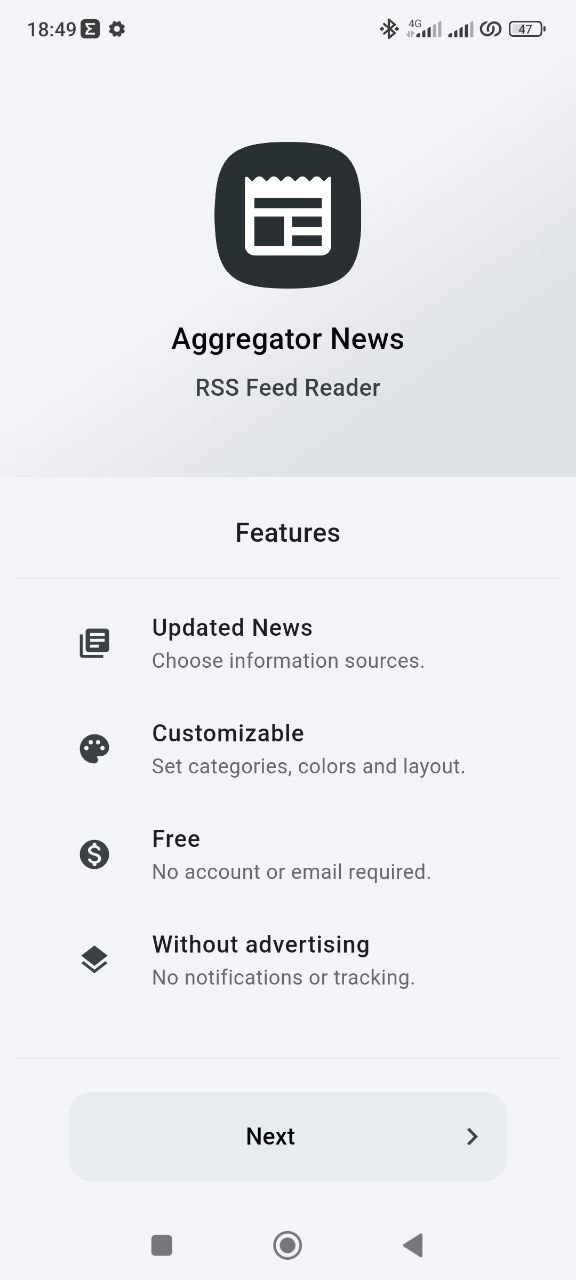 18:49
4G
47
Aggregator News
RSS Feed Reader
Features
Updated News
Choose information sources.
Customizable
Set categories, colors and layout.
Free
No account or email required.
Without advertising
No notifications or tracking.
Next